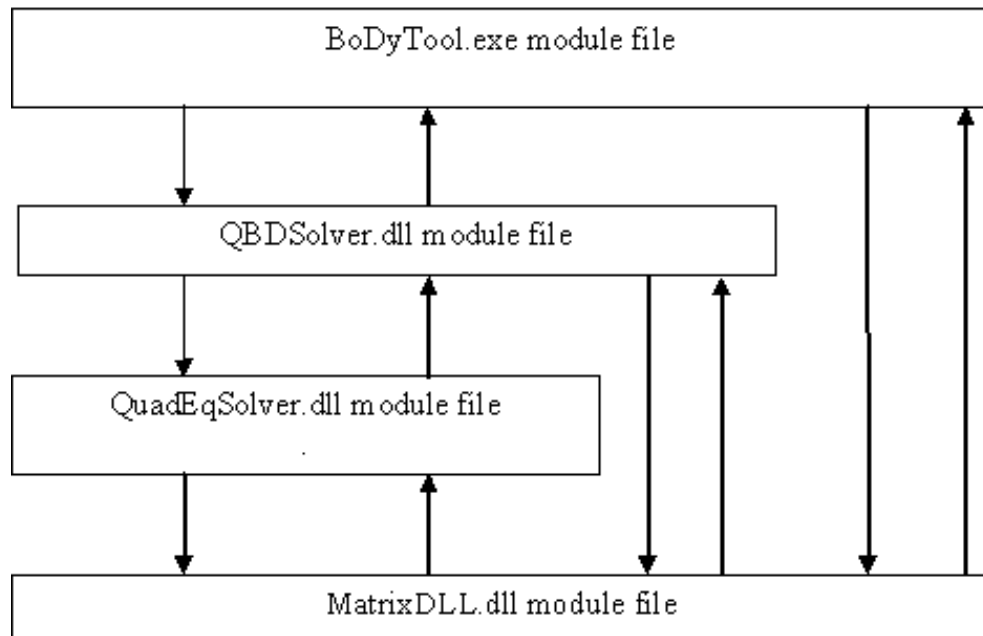 BoDyTool.exe module file
QBDSolver.dll module file
QuadEqSolver.dll module file
.
MatrixDLL.dll module file